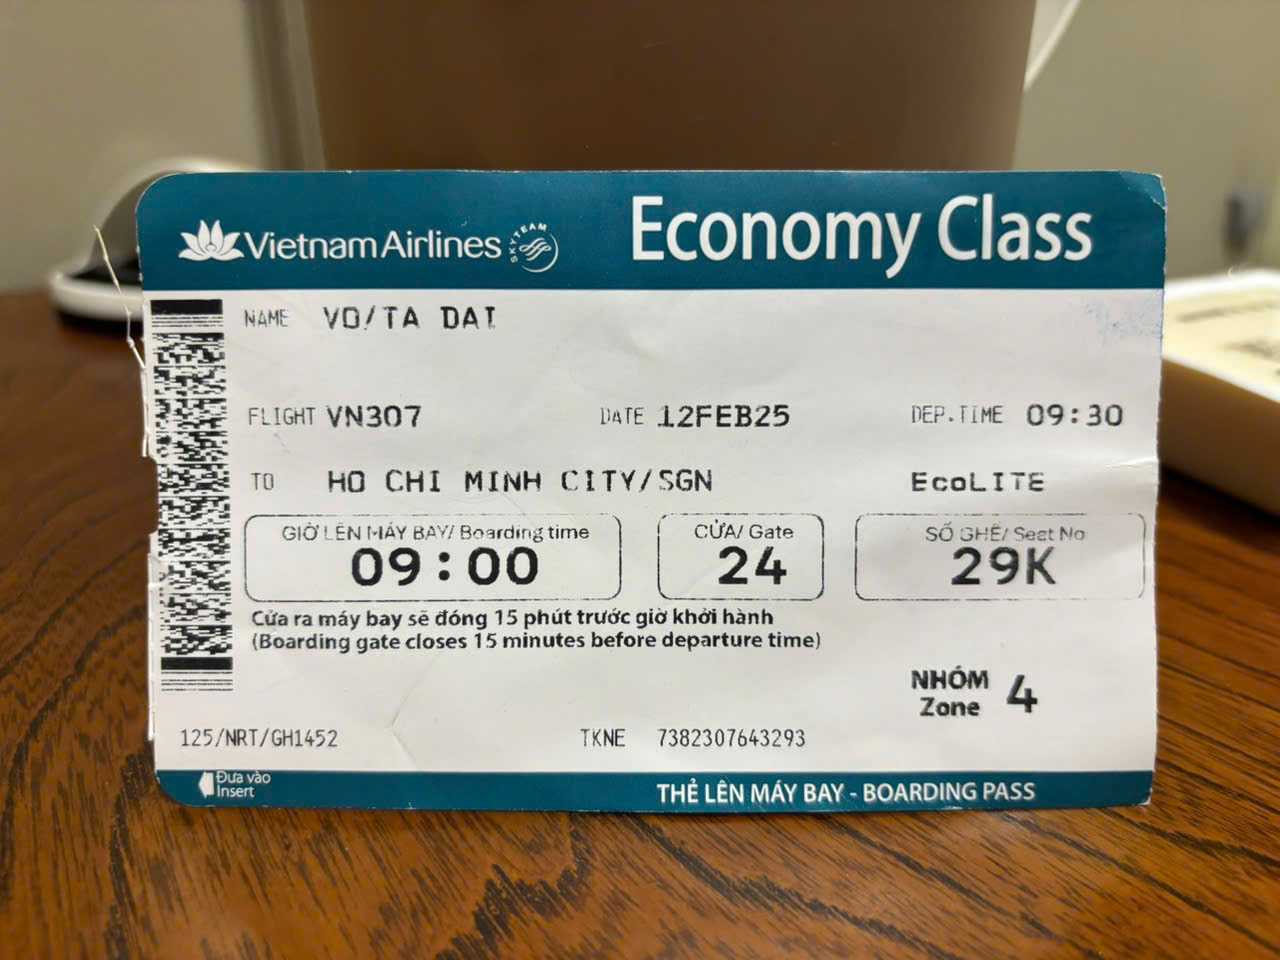 Vietnam Airlines SKYTEAM Economy Class
NAME VO/TA DAI
FLIGHT VN307 DATE 12FEB25 DEP.TIME 09:30
TO HO CHI MINH CITY/SGN EcoLITE
GIỜ LÊN MÁY BAY/ Boarding time CỬA/ Gate SỐ GHẾ/ Seat No
09:00 24 29K
Cửa ra máy bay sẽ đóng 15 phút trước giờ khởi hành
(Boarding gate closes 15 minutes before departure time)
NHÓM
Zone 4
125/NRT/GH1452 TKNE 7382307643293
Đưa vào
Insert
THẺ LÊN MÁY BAY - BOARDING PASS